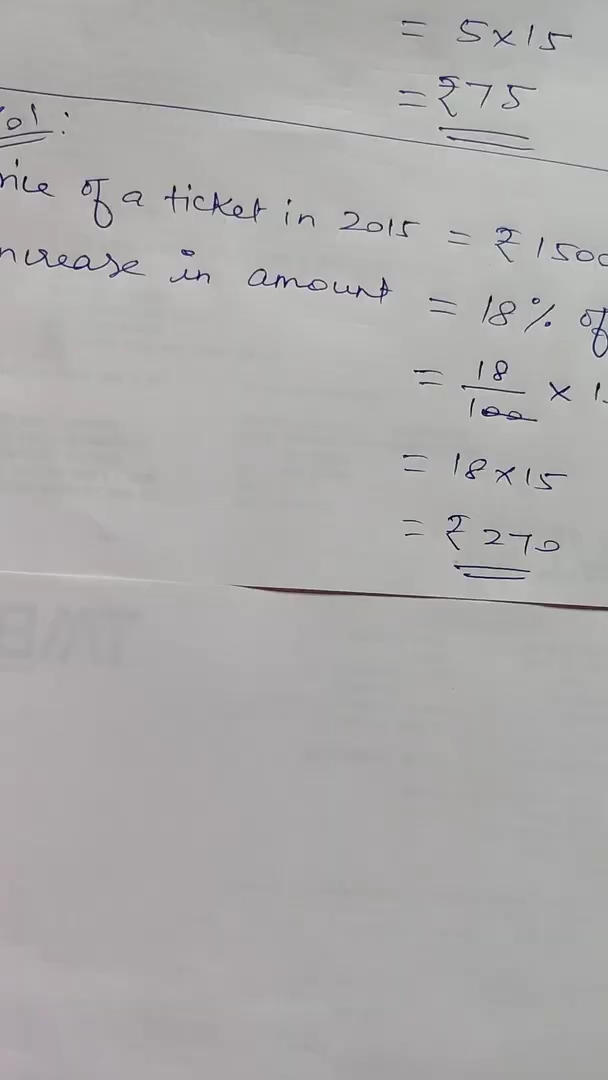 = 5×15
= ₹75
ol:
rice of a ticket in 2015 = ₹1500
ncrease in amount = 18% of
= 18/100 × 1
= 18×15
= ₹270